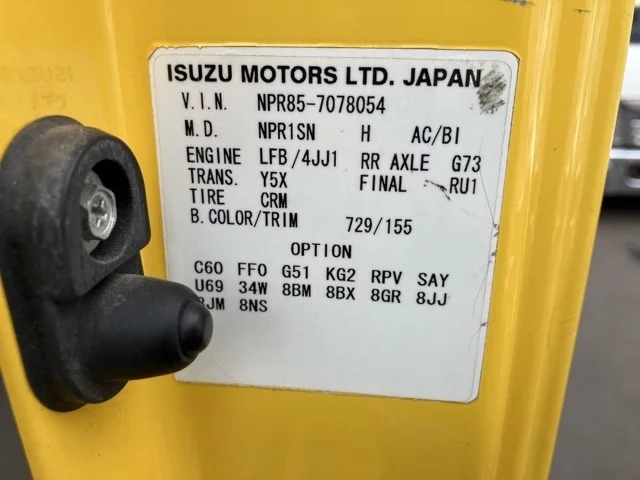 ISUZU MOTORS LTD. JAPAN
V.I.N. NPR85-7078054
M.D. NPR1SN H AC/BI
ENGINE LFB/4JJ1 RR AXLE G73
TRANS. Y5X FINAL RU1
TIRE CRM
B.COLOR/TRIM 729/155
OPTION
C60 FF0 G51 KG2 RPV SAY
U69 34W 8BM 8BX 8GR 8JJ
8JM 8NS